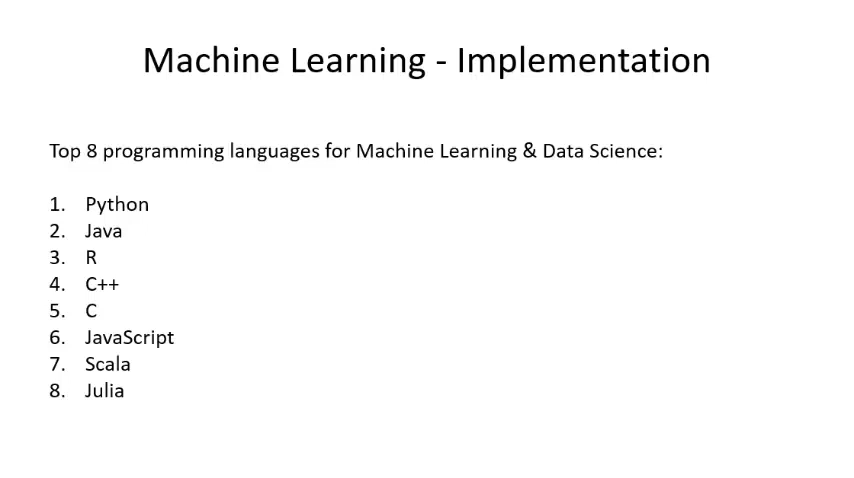 Machine Learning - Implementation
Top 8 programming languages for Machine Learning & Data Science:
1. Python
2. Java
3. R
4. C++
5. C
6. JavaScript
7. Scala
8. Julia